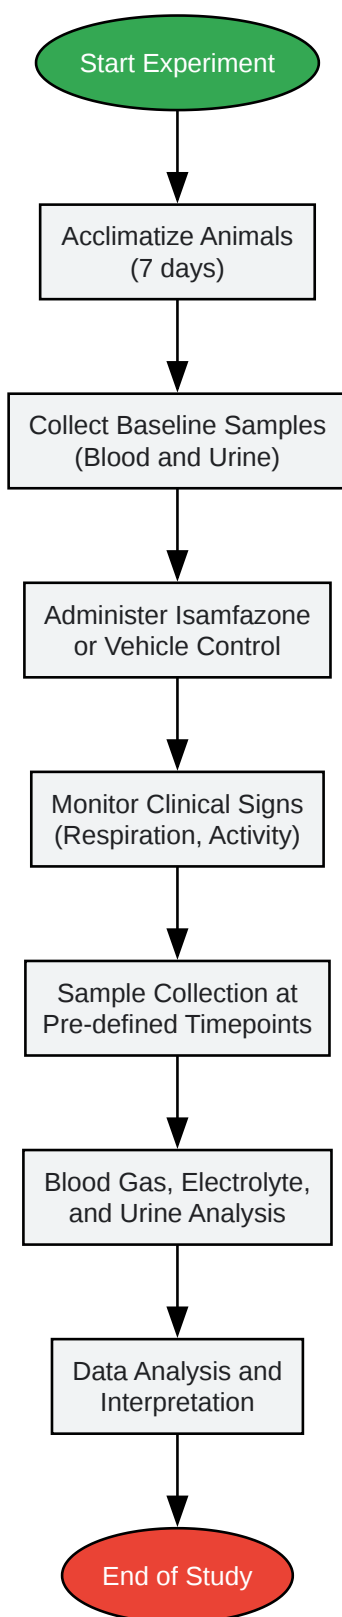 Start Experiment
Acclimatize Animals
(7 days)
Collect Baseline Samples
(Blood and Urine)
Administer Isamfazone
or Vehicle Control
Monitor Clinical Signs
(Respiration, Activity)
Sample Collection at
Pre-defined Timepoints
Blood Gas, Electrolyte,
and Urine Analysis
Data Analysis and
Interpretation
End of Study